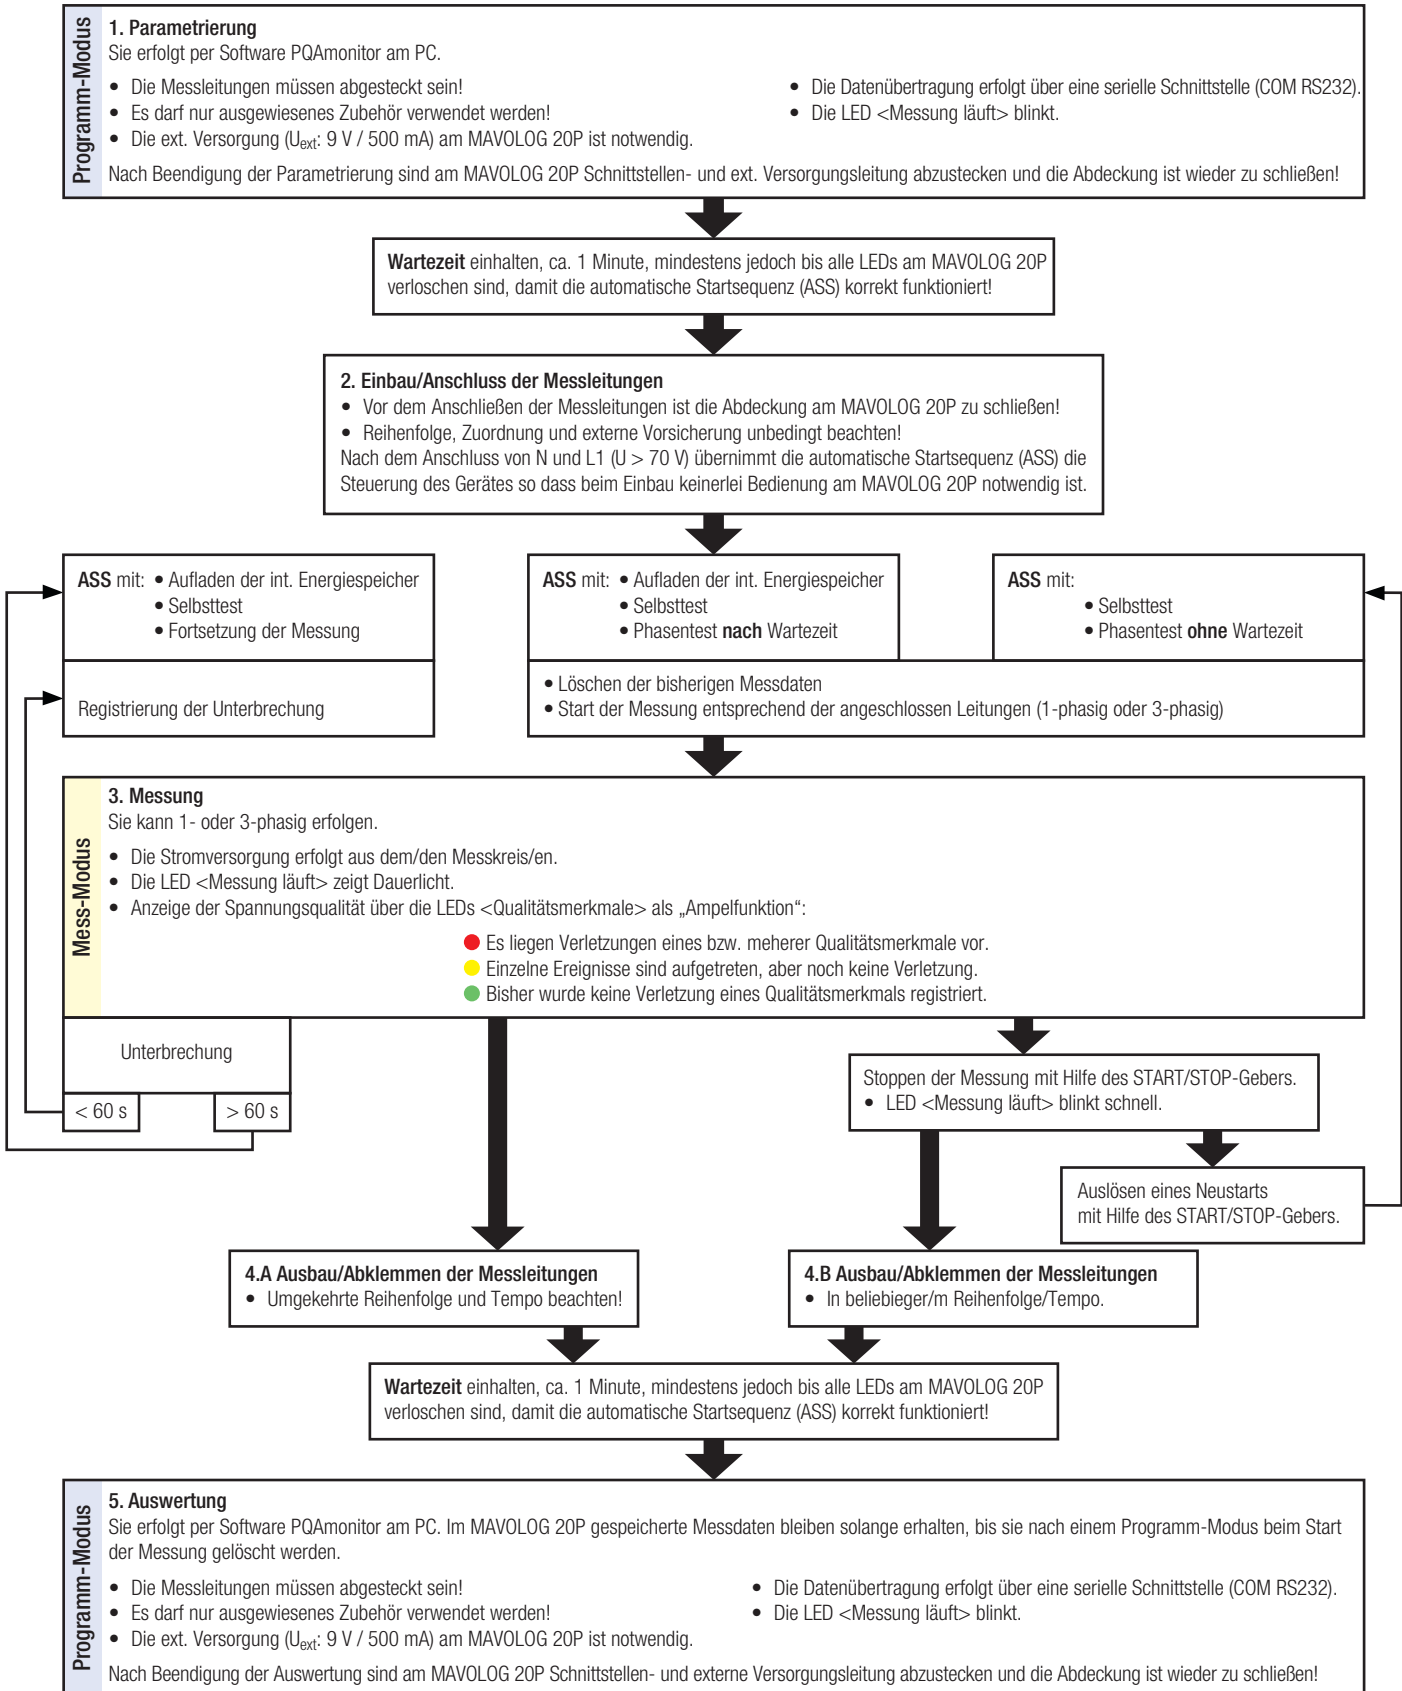 Programm-Modus
1. Parametrierung
Sie erfolgt per Software PQAmonitor am PC.
• Die Messleitungen müssen abgesteckt sein!
• Es darf nur ausgewiesenes Zubehör verwendet werden!
• Die ext. Versorgung (Uext: 9 V / 500 mA) am MAVOLOG 20P ist notwendig.
• Die Datenübertragung erfolgt über eine serielle Schnittstelle (COM RS232).
• Die LED <Messung läuft> blinkt.
Nach Beendigung der Parametrierung sind am MAVOLOG 20P Schnittstellen- und ext. Versorgungsleitung abzustecken und die Abdeckung ist wieder zu schließen!
Wartezeit einhalten, ca. 1 Minute, mindestens jedoch bis alle LEDs am MAVOLOG 20P
verloschen sind, damit die automatische Startsequenz (ASS) korrekt funktioniert!
2. Einbau/Anschluss der Messleitungen
• Vor dem Anschließen der Messleitungen ist die Abdeckung am MAVOLOG 20P zu schließen!
• Reihenfolge, Zuordnung und externe Vorsicherung unbedingt beachten!
Nach dem Anschluss von N und L1 (U > 70 V) übernimmt die automatische Startsequenz (ASS) die
Steuerung des Gerätes so dass beim Einbau keinerlei Bedienung am MAVOLOG 20P notwendig ist.
ASS mit: • Aufladen der int. Energiespeicher
• Selbsttest
• Fortsetzung der Messung
Registrierung der Unterbrechung
ASS mit: • Aufladen der int. Energiespeicher
• Selbsttest
• Phasentest nach Wartezeit
ASS mit:
• Selbsttest
• Phasentest ohne Wartezeit
• Löschen der bisherigen Messdaten
• Start der Messung entsprechend der angeschlossen Leitungen (1-phasig oder 3-phasig)
Mess-Modus
3. Messung
Sie kann 1- oder 3-phasig erfolgen.
• Die Stromversorgung erfolgt aus dem/den Messkreis/en.
• Die LED <Messung läuft> zeigt Dauerlicht.
• Anzeige der Spannungsqualität über die LEDs <Qualitätsmerkmale> als „Ampelfunktion“:
Es liegen Verletzungen eines bzw. meherer Qualitätsmerkmale vor.
Einzelne Ereignisse sind aufgetreten, aber noch keine Verletzung.
Bisher wurde keine Verletzung eines Qualitätsmerkmals registriert.
Unterbrechung
< 60 s
> 60 s
Stoppen der Messung mit Hilfe des START/STOP-Gebers.
• LED <Messung läuft> blinkt schnell.
Auslösen eines Neustarts
mit Hilfe des START/STOP-Gebers.
4.A Ausbau/Abklemmen der Messleitungen
• Umgekehrte Reihenfolge und Tempo beachten!
4.B Ausbau/Abklemmen der Messleitungen
• In beliebieger/m Reihenfolge/Tempo.
Wartezeit einhalten, ca. 1 Minute, mindestens jedoch bis alle LEDs am MAVOLOG 20P
verloschen sind, damit die automatische Startsequenz (ASS) korrekt funktioniert!
Programm-Modus
5. Auswertung
Sie erfolgt per Software PQAmonitor am PC. Im MAVOLOG 20P gespeicherte Messdaten bleiben solange erhalten, bis sie nach einem Programm-Modus beim Start
der Messung gelöscht werden.
• Die Messleitungen müssen abgesteckt sein!
• Es darf nur ausgewiesenes Zubehör verwendet werden!
• Die ext. Versorgung (Uext: 9 V / 500 mA) am MAVOLOG 20P ist notwendig.
• Die Datenübertragung erfolgt über eine serielle Schnittstelle (COM RS232).
• Die LED <Messung läuft> blinkt.
Nach Beendigung der Auswertung sind am MAVOLOG 20P Schnittstellen- und externe Versorgungsleitung abzustecken und die Abdeckung ist wieder zu schließen!